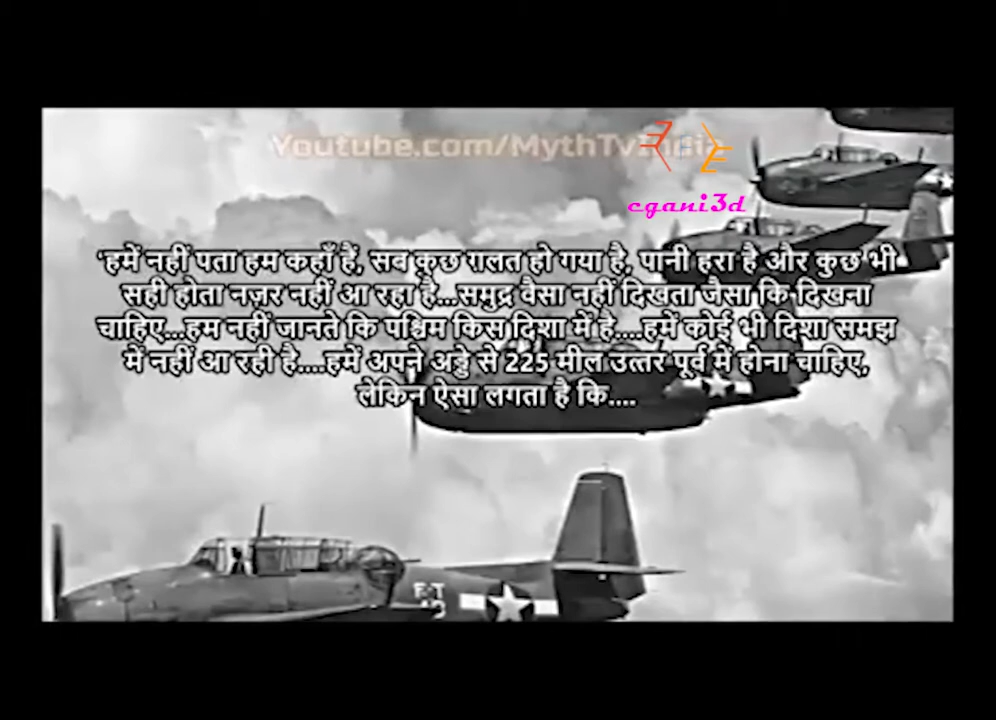 Youtube.com/MythTvIndia
cgani3d
'हमें नहीं पता हम कहाँ हैं, सब कुछ गलत हो गया है, पानी हरा है और कुछ भी
सही होता नज़र नहीं आ रहा है...समुद्र वैसा नहीं दिखता जैसा कि दिखना
चाहिए...हम नहीं जानते कि पश्चिम किस दिशा में है....हमें कोई भी दिशा समझ
में नहीं आ रही है....हमें अपने अड्डे से 225 मील उत्तर पूर्व में होना चाहिए,
लेकिन ऐसा लगता है कि....
FT
3